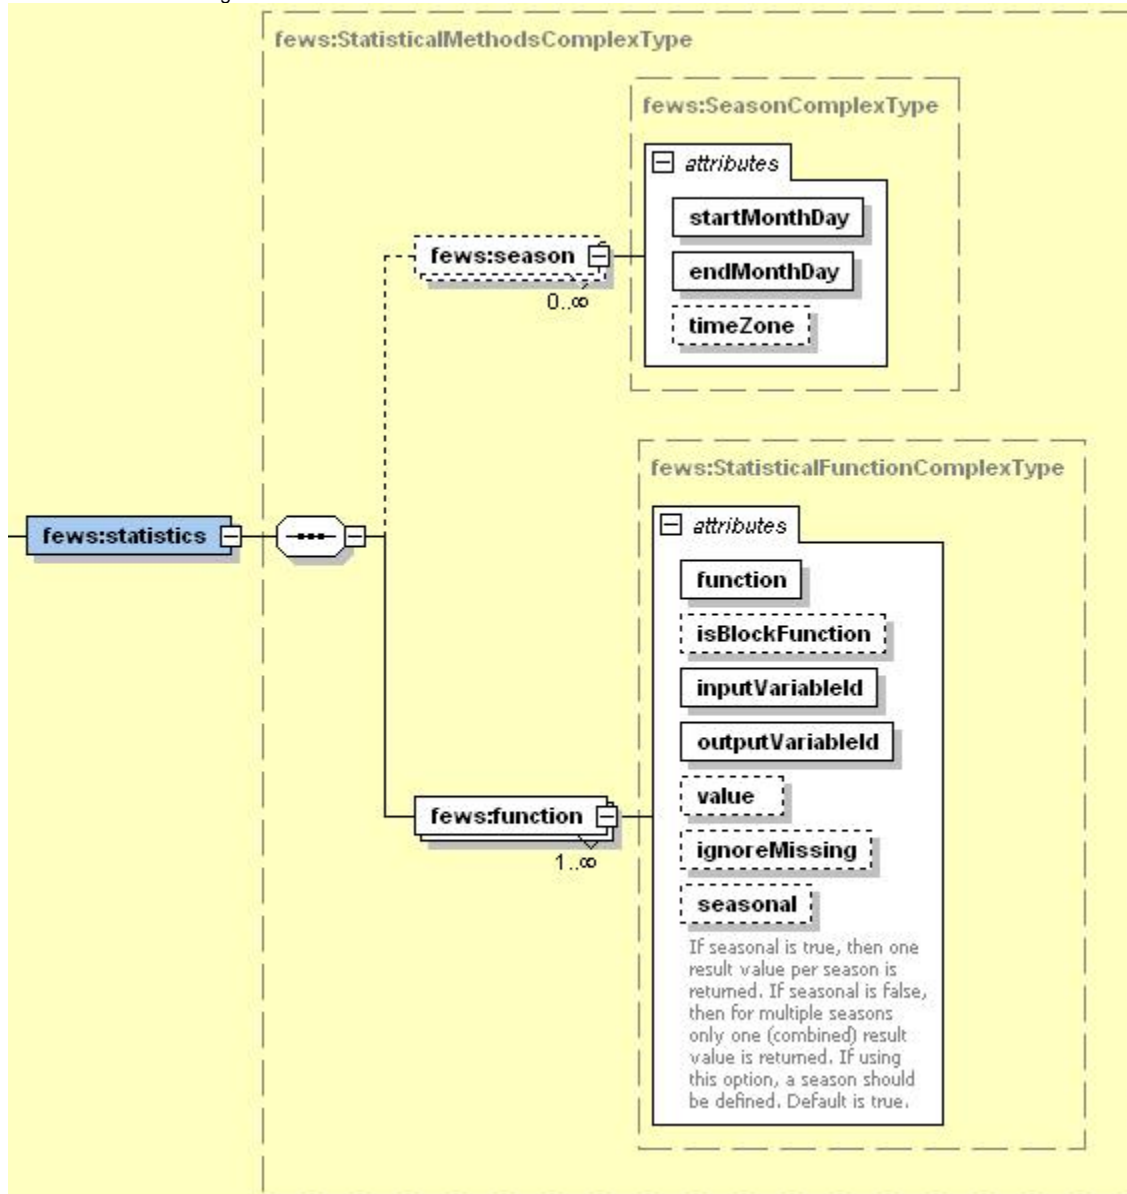 fews:StatisticalMethodsComplexType
fews:SeasonComplexType
attributes
startMonthDay
endMonthDay
timeZone
fews:season
0..∞
fews:StatisticalFunctionComplexType
attributes
fews:statistics
function
isBlockFunction
inputVariableId
outputVariableId
value
ignoreMissing
seasonal
fews:function
1..∞
If seasonal is true, then one
result value per season is
returned. If seasonal is false,
then for multiple seasons
only one (combined) result
value is returned. If using
this option, a season should
be defined. Default is true.